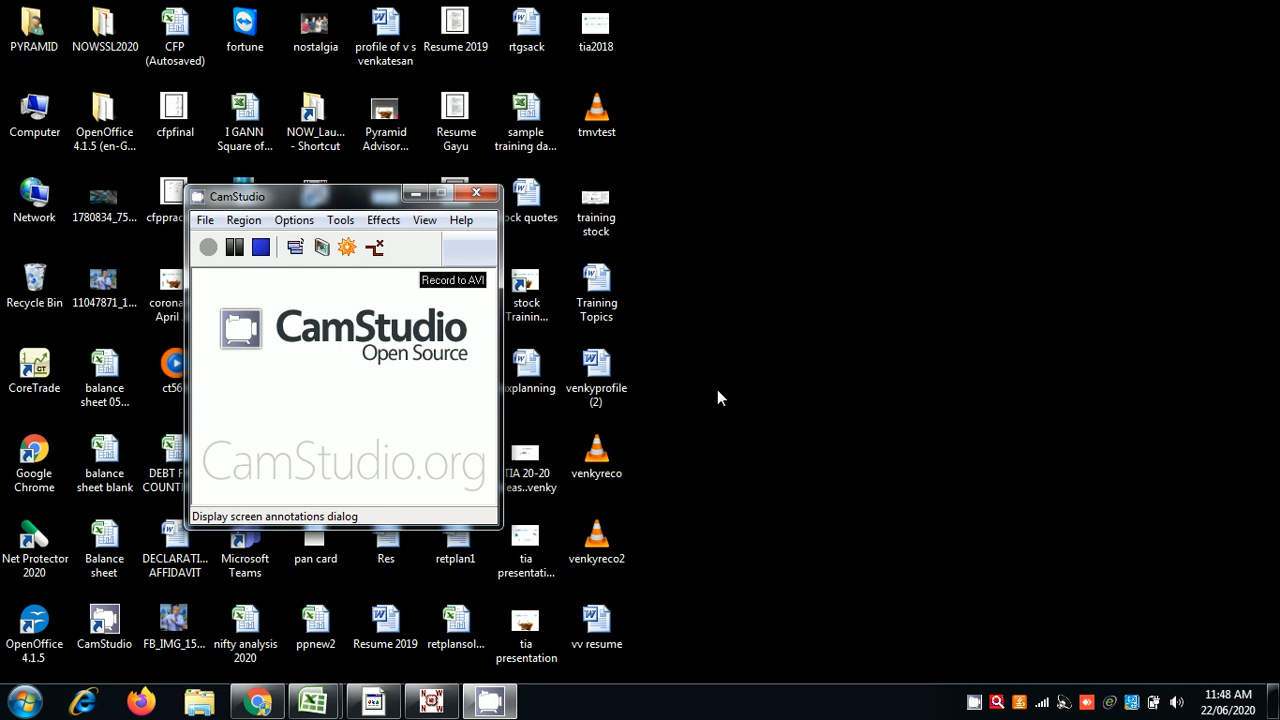 PYRAMID
NOWSSL2020
CFP
(Autosaved)
fortune
nostalgia
profile of v s
venkatesan
Resume 2019
rtgsack
tia2018
Computer
OpenOffice
4.1.5 (en-G...
cfpfinal
I GANN
Square of...
NOW_Lau...
- Shortcut
Pyramid
Advisor...
Resume
Gayu
sample
training da...
tmvtest
Network
1780834_75...
cfpprac
ock quotes
training
stock
Recycle Bin
11047871_1...
corona
April
stock
Trainin...
Training
Topics
CoreTrade
balance
sheet 05...
ct56
xplanning
venkyprofile
(2)
Google
Chrome
balance
sheet blank
DEBT F
COUNT
TIA 20-20
eas..venky
venkyreco
Net Protector
2020
Balance
sheet
DECLARATI...
AFFIDAVIT
Microsoft
Teams
pan card
Res
retplan1
tia
presentati...
venkyreco2
OpenOffice
4.1.5
CamStudio
FB_IMG_15...
nifty analysis
2020
ppnew2
Resume 2019
retplansol...
tia
presentation
vv resume
CamStudio
File Region Options Tools Effects View Help
Record to AVI
CamStudio
Open Source
CamStudio.org
Display screen annotations dialog
11:48 AM
22/06/2020